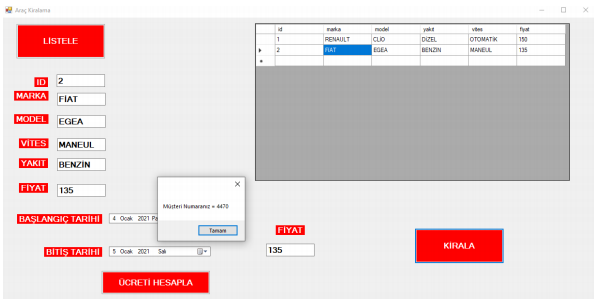 Araç Kiralama
LİSTELE
id marka model yakit vites fiyat
1 RENAULT CLIO DİZEL OTOMATİK 150
2 FİAT EGEA BENZİN MANEUL 135
ID 2
MARKA FİAT
MODEL EGEA
VİTES MANEUL
YAKIT BENZİN
FİYAT 135
Müsteri Numaranız = 4470
Tamam
BAŞLANGIÇ TARİHİ 4 Ocak 2021 Pa
BİTİŞ TARİHİ 5 Ocak 2021 Salı
FİYAT
135
KİRALA
ÜCRETİ HESAPLA